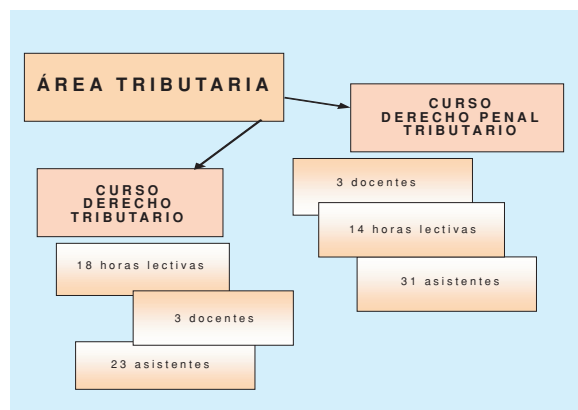 ÁREA TRIBUTARIA
CURSO
DERECHO PENAL
TRIBUTARIO
3 docentes
14 horas lectivas
31 asistentes
CURSO
DERECHO
TRIBUTARIO
18 horas lectivas
3 docentes
23 asistentes